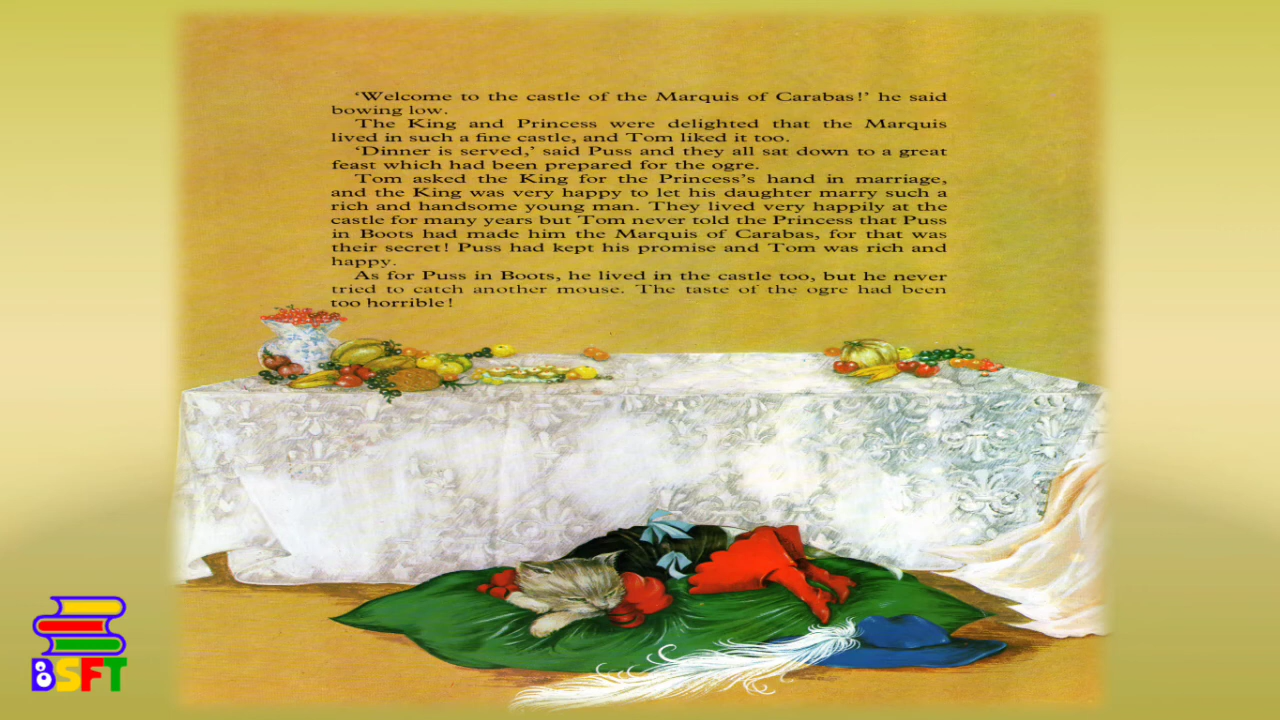 ‘Welcome to the castle of the Marquis of Carabas!’ he said
bowing low.
The King and Princess were delighted that the Marquis
lived in such a fine castle, and Tom liked it too.
‘Dinner is served,’ said Puss and they all sat down to a great
feast which had been prepared for the ogre.
Tom asked the King for the Princess’s hand in marriage,
and the King was very happy to let his daughter marry such a
rich and handsome young man. They lived very happily at the
castle for many years but Tom never told the Princess that Puss
in Boots had made him the Marquis of Carabas, for that was
their secret! Puss had kept his promise and Tom was rich and
happy.
As for Puss in Boots, he lived in the castle too, but he never
tried to catch another mouse. The taste of the ogre had been
too horrible!
BSFT